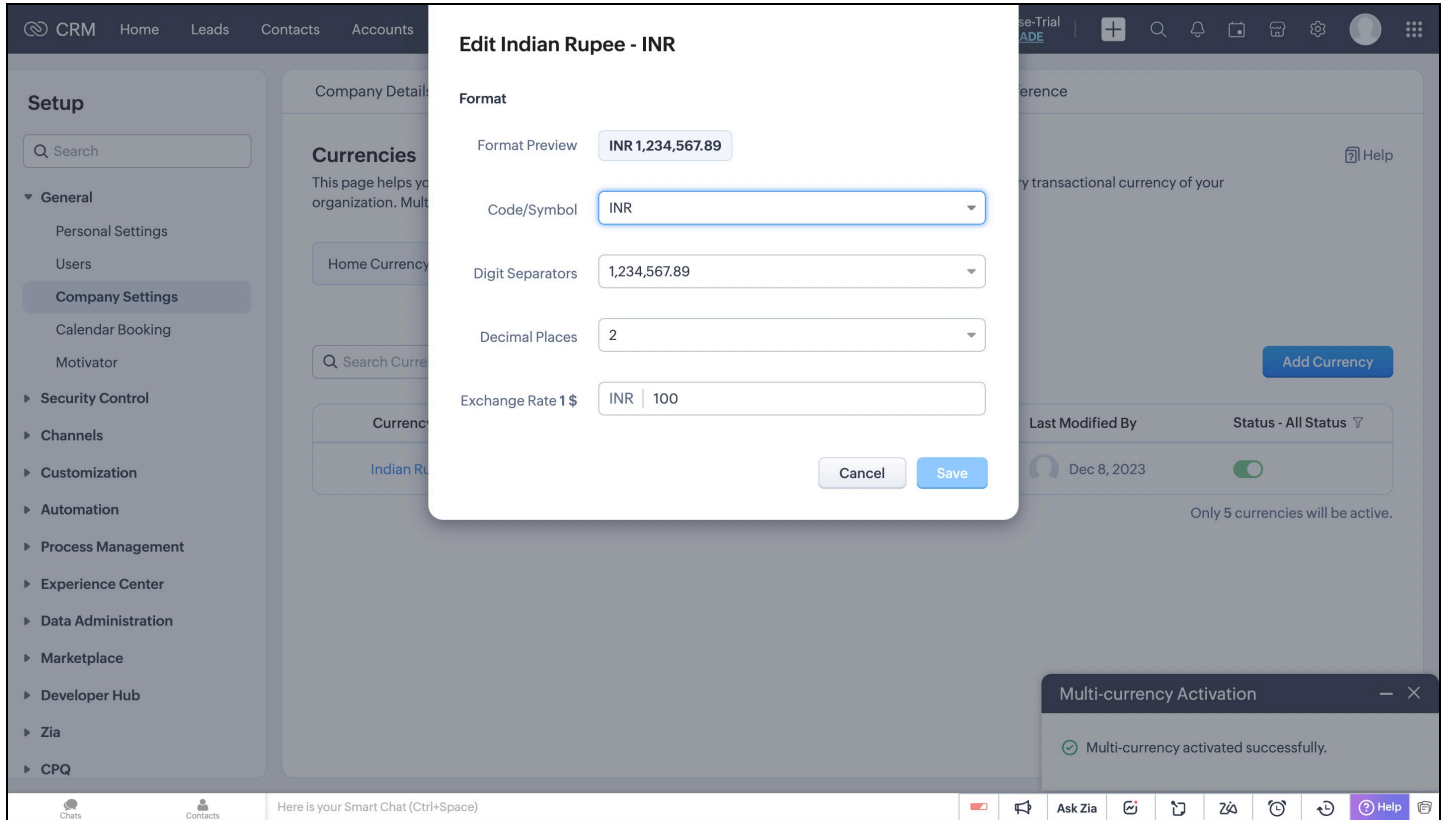 CRM Home Leads Contacts Accounts
se-Trial
ADE
Setup
Search
General
Personal Settings
Users
Company Settings
Calendar Booking
Motivator
Security Control
Channels
Customization
Automation
Process Management
Experience Center
Data Administration
Marketplace
Developer Hub
Zia
CPQ
Company Details
erence
Currencies
Help
This page helps yo
ry transactional currency of your
organization. Mult
Home Currency
Search Curre
Add Currency
Currency
Last Modified By
Status - All Status
Indian Ru
Dec 8, 2023
Only 5 currencies will be active.
Edit Indian Rupee - INR
Format
Format Preview INR 1,234,567.89
Code/Symbol INR
Digit Separators 1,234,567.89
Decimal Places 2
Exchange Rate 1 $ INR 100
Cancel Save
Multi-currency Activation
Multi-currency activated successfully.
Chats
Contacts
Here is your Smart Chat (Ctrl+Space)
Ask Zia
Help